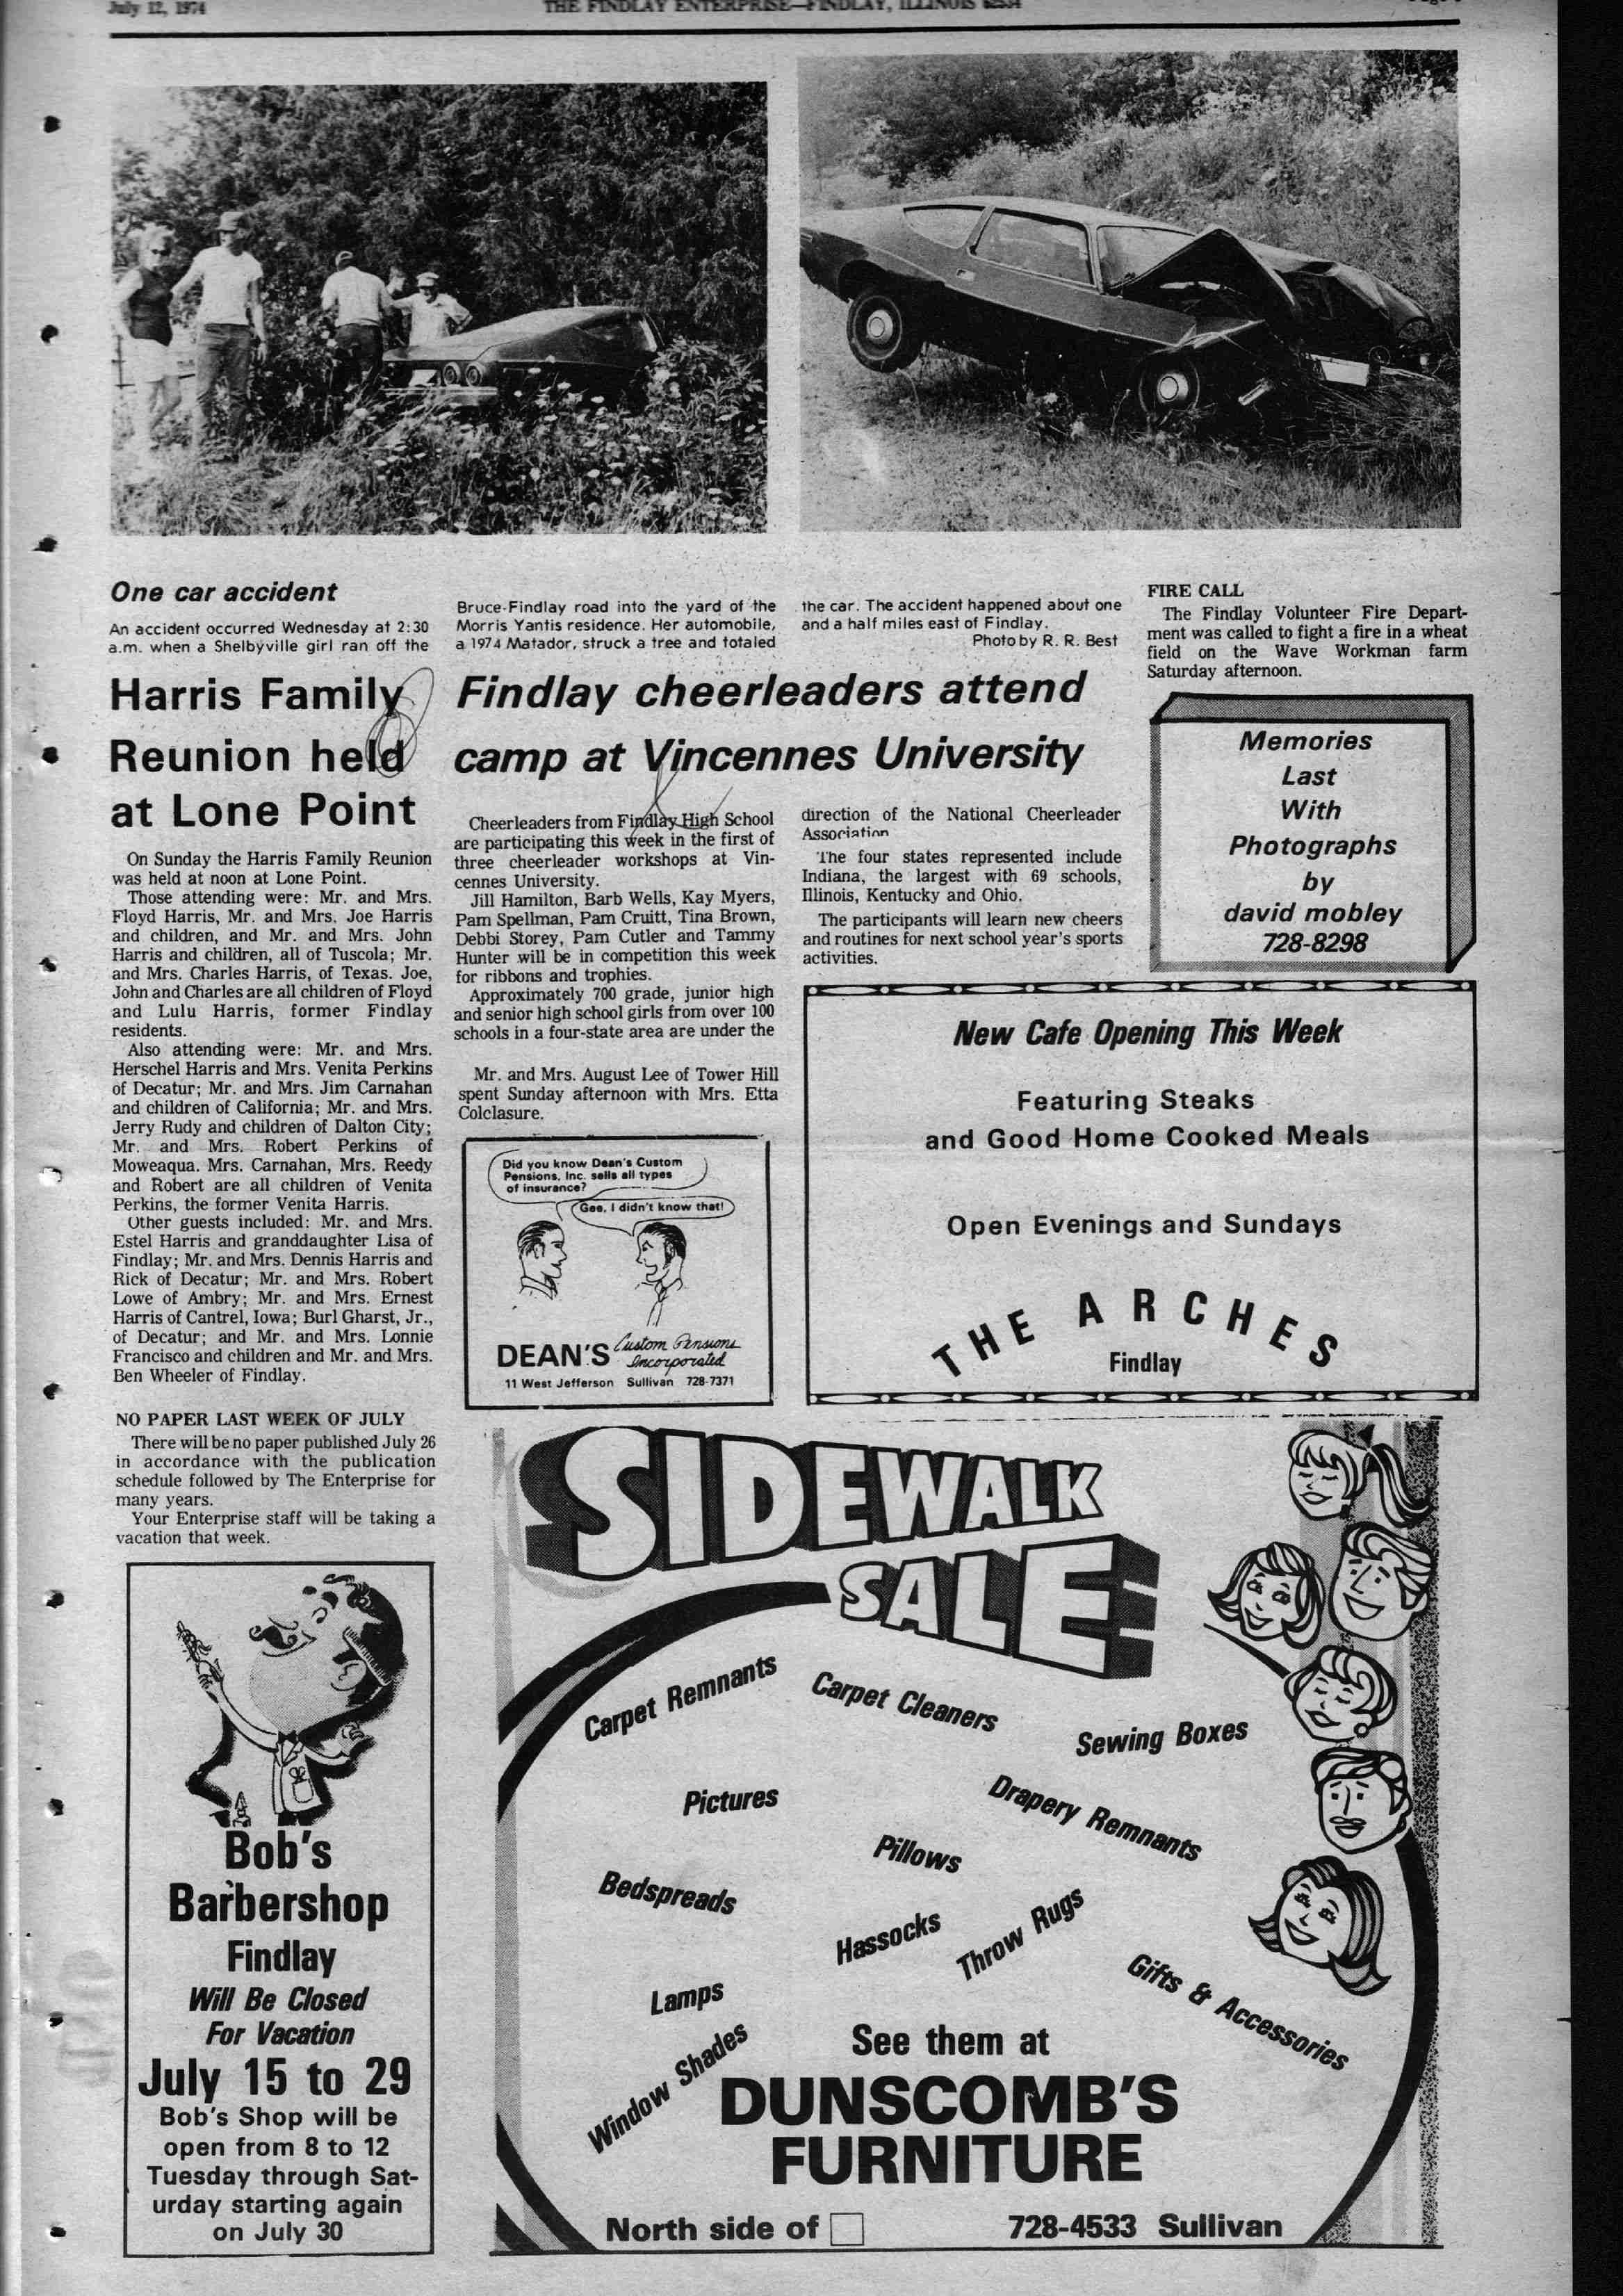 July 12, 1974
THE FINDLAY ENTERPRISE—FINDLAY, ILLINOIS 62534
One car accident
An accident occurred Wednesday at 2:30
a.m. when a Shelbyville girl ran off the
Bruce-Findlay road into the yard of the
Morris Yantis residence. Her automobile,
a 1974 Matador, struck a tree and totaled
the car. The accident happened about one
and a half miles east of Findlay.
Photo by R. R. Best
FIRE CALL
The Findlay Volunteer Fire Depart-
ment was called to fight a fire in a wheat
field on the Wave Workman farm
Saturday afternoon.
Harris Family
Reunion held
at Lone Point
On Sunday the Harris Family Reunion
was held at noon at Lone Point.
Those attending were: Mr. and Mrs.
Floyd Harris, Mr. and Mrs. Joe Harris
and children, and Mr. and Mrs. John
Harris and children, all of Tuscola; Mr.
and Mrs. Charles Harris, of Texas. Joe,
John and Charles are all children of Floyd
and Lulu Harris, former Findlay
residents.
Also attending were: Mr. and Mrs.
Herschel Harris and Mrs. Venita Perkins
of Decatur; Mr. and Mrs. Jim Carnahan
and children of California; Mr. and Mrs.
Jerry Rudy and children of Dalton City;
Mr. and Mrs. Robert Perkins of
Moweaqua. Mrs. Carnahan, Mrs. Reedy
and Robert are all children of Venita
Perkins, the former Venita Harris.
Other guests included: Mr. and Mrs.
Estel Harris and granddaughter Lisa of
Findlay; Mr. and Mrs. Dennis Harris and
Rick of Decatur; Mr. and Mrs. Robert
Lowe of Ambry; Mr. and Mrs. Ernest
Harris of Cantrel, Iowa; Burl Gharst, Jr.,
of Decatur; and Mr. and Mrs. Lonnie
Francisco and children and Mr. and Mrs.
Ben Wheeler of Findlay.
NO PAPER LAST WEEK OF JULY
There will be no paper published July 26
in accordance with the publication
schedule followed by The Enterprise for
many years.
Your Enterprise staff will be taking a
vacation that week.
Bob's
Barbershop
Findlay
Will Be Closed
For Vacation
July 15 to 29
Bob's Shop will be
open from 8 to 12
Tuesday through Sat-
urday starting again
on July 30
Findlay cheerleaders attend
camp at Vincennes University
Cheerleaders from Findlay High School
are participating this week in the first of
three cheerleader workshops at Vin-
cennes University.
Jill Hamilton, Barb Wells, Kay Myers,
Pam Spellman, Pam Cruitt, Tina Brown,
Debbi Storey, Pam Cutler and Tammy
Hunter will be in competition this week
for ribbons and trophies.
Approximately 700 grade, junior high
and senior high school girls from over 100
schools in a four-state area are under the
direction of the National Cheerleader
Association
The four states represented include
Indiana, the largest with 69 schools,
Illinois, Kentucky and Ohio.
The participants will learn new cheers
and routines for next school year's sports
activities.
Mr. and Mrs. August Lee of Tower Hill
spent Sunday afternoon with Mrs. Etta
Colclasure.
Did you know Dean's Custom
Pensions, Inc. sells all types
of insurance?
Gee, I didn't know that!
DEAN'S Custom Pensions
Incorporated
11 West Jefferson Sullivan 728-7371
Memories
Last
With
Photographs
by
david mobley
728-8298
New Cafe Opening This Week
Featuring Steaks
and Good Home Cooked Meals
Open Evenings and Sundays
THE ARCHES
Findlay
SIDEWALK
SALE
Carpet Remnants
Carpet Cleaners
Sewing Boxes
Pictures
Drapery Remnants
Pillows
Bedspreads
Hassocks
Throw Rugs
Gifts & Accessories
Lamps
Window Shades
See them at
DUNSCOMB'S
FURNITURE
North side of □
728-4533 Sullivan